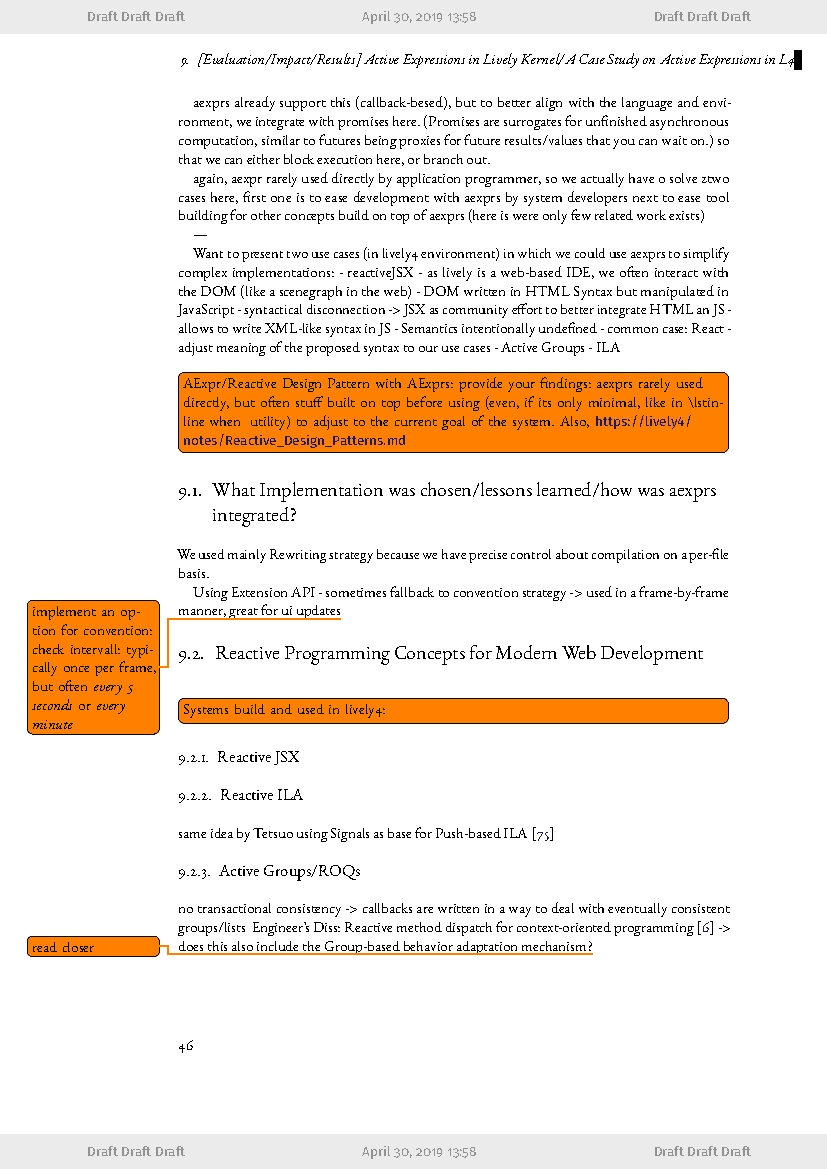 Draft Draft Draft April 30, 2019 13:58 Draft Draft Draft
9. [Evaluation/Impact/Results] Active Expressions in Lively Kernel/ A Case Study on Active Expressions in L4
aexprs already support this (callback-besed), but to better align with the language and envi-
ronment, we integrate with promises here. (Promises are surrogates for unfinished asynchronous
computation, similar to futures being proxies for future results/values that you can wait on.) so
that we can either block execution here, or branch out.
again, aexpr rarely used directly by application programmer, so we actually have o solve ztwo
cases here, first one is to ease development with aexprs by system developers next to ease tool
building for other concepts build on top of aexprs (here is were only few related work exists)
—
Want to present two use cases (in lively4 environment) in which we could use aexprs to simplify
complex implementations: - reactiveJSX - as lively is a web-based IDE, we often interact with
the DOM (like a scenegraph in the web) - DOM written in HTML Syntax but manipulated in
JavaScript - syntactical disconnection -> JSX as community effort to better integrate HTML an JS -
allows to write XML-like syntax in JS - Semantics intentionally undefined - common case: React -
adjust meaning of the proposed syntax to our use cases - Active Groups - ILA
AExpr/Reactive Design Pattern with AExprs: provide your findings: aexprs rarely used
directly, but often stuff built on top before using (even, if its only minimal, like in \lstin-
line when utility) to adjust to the current goal of the system. Also, https://lively4/
notes/Reactive_Design_Patterns.md
9.1. What Implementation was chosen/lessons learned/how was aexprs
integrated?
We used mainly Rewriting strategy because we have precise control about compilation on a per-file
basis.
Using Extension API - sometimes fallback to convention strategy -> used in a frame-by-frame
manner, great for ui updates
implement an op-
tion for convention:
check intervall: typi-
cally once per frame,
but often every 5
seconds or every
minute
9.2. Reactive Programming Concepts for Modern Web Development
Systems build and used in lively4:
9.2.1. Reactive JSX
9.2.2. Reactive ILA
same idea by Tetsuo using Signals as base for Push-based ILA [75]
9.2.3. Active Groups/ROQs
no transactional consistency -> callbacks are written in a way to deal with eventually consistent
groups/lists Engineer's Diss: Reactive method dispatch for context-oriented programming [6] ->
does this also include the Group-based behavior adaptation mechanism?
read closer
46
Draft Draft Draft April 30, 2019 13:58 Draft Draft Draft